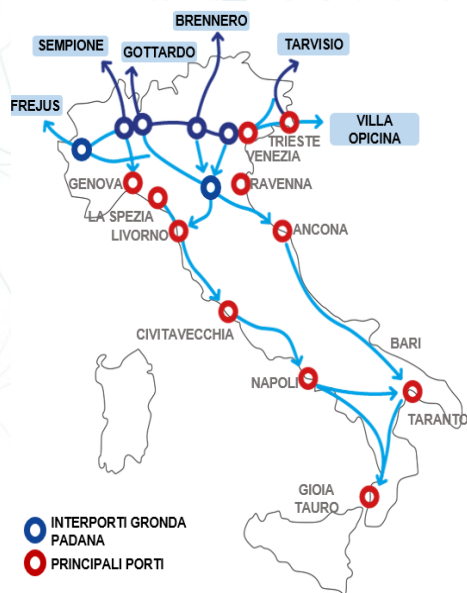 BRENNERO
SEMPIONE
GOTTARDO
TARVISIO
FREJUS
VILLA
OPICINA
TRIESTE
VENEZIA
GENOVA
RAVENNA
LA SPEZIA
LIVORNO
ANCONA
CIVITAVECCHIA
BARI
NAPOLI
TARANTO
GIOIA
TAURO
INTERPORTI GRONDA
PADANA
PRINCIPALI PORTI